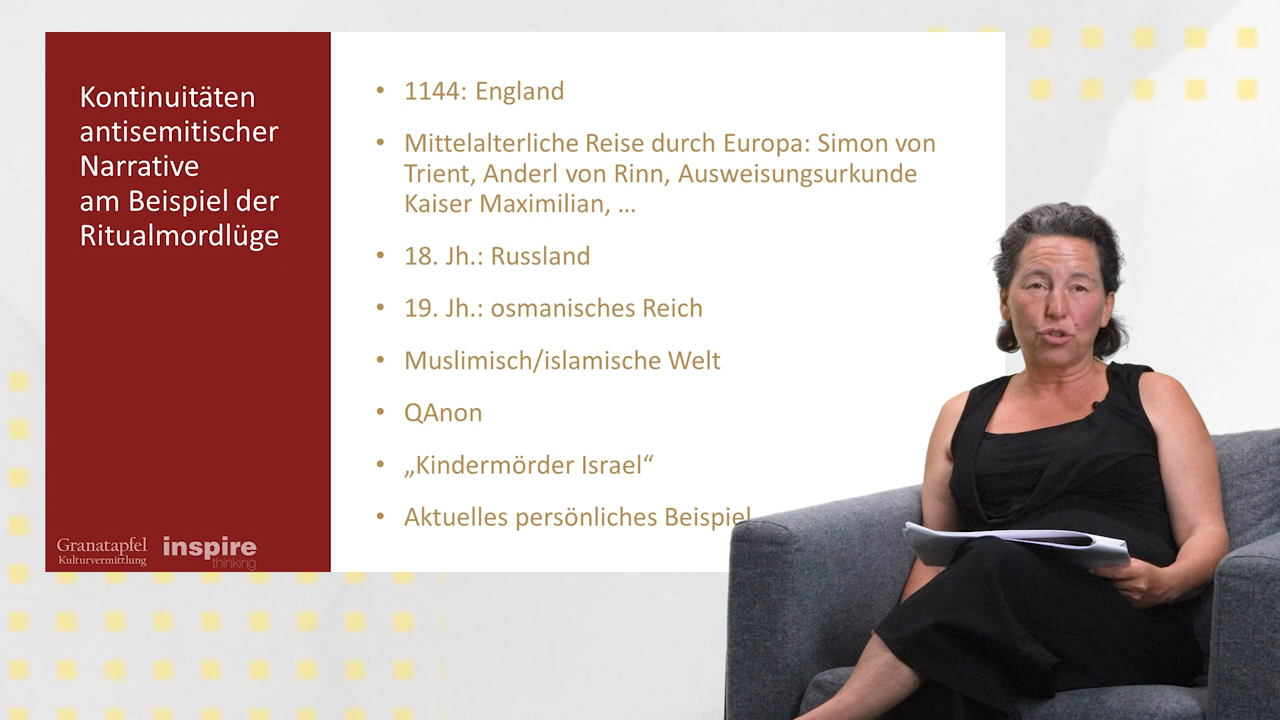 Kontinuitäten
antisemitischer
Narrative
am Beispiel der
Ritualmordlüge
• 1144: England
• Mittelalterliche Reise durch Europa: Simon von
Trient, Anderl von Rinn, Ausweisungsurkunde
Kaiser Maximilian, …
• 18. Jh.: Russland
• 19. Jh.: osmanisches Reich
• Muslimisch/islamische Welt
• QAnon
• „Kindermörder Israel“
• Aktuelles persönliches Beispiel
Granatapfel
Kulturvermittlung
inspire
thinking